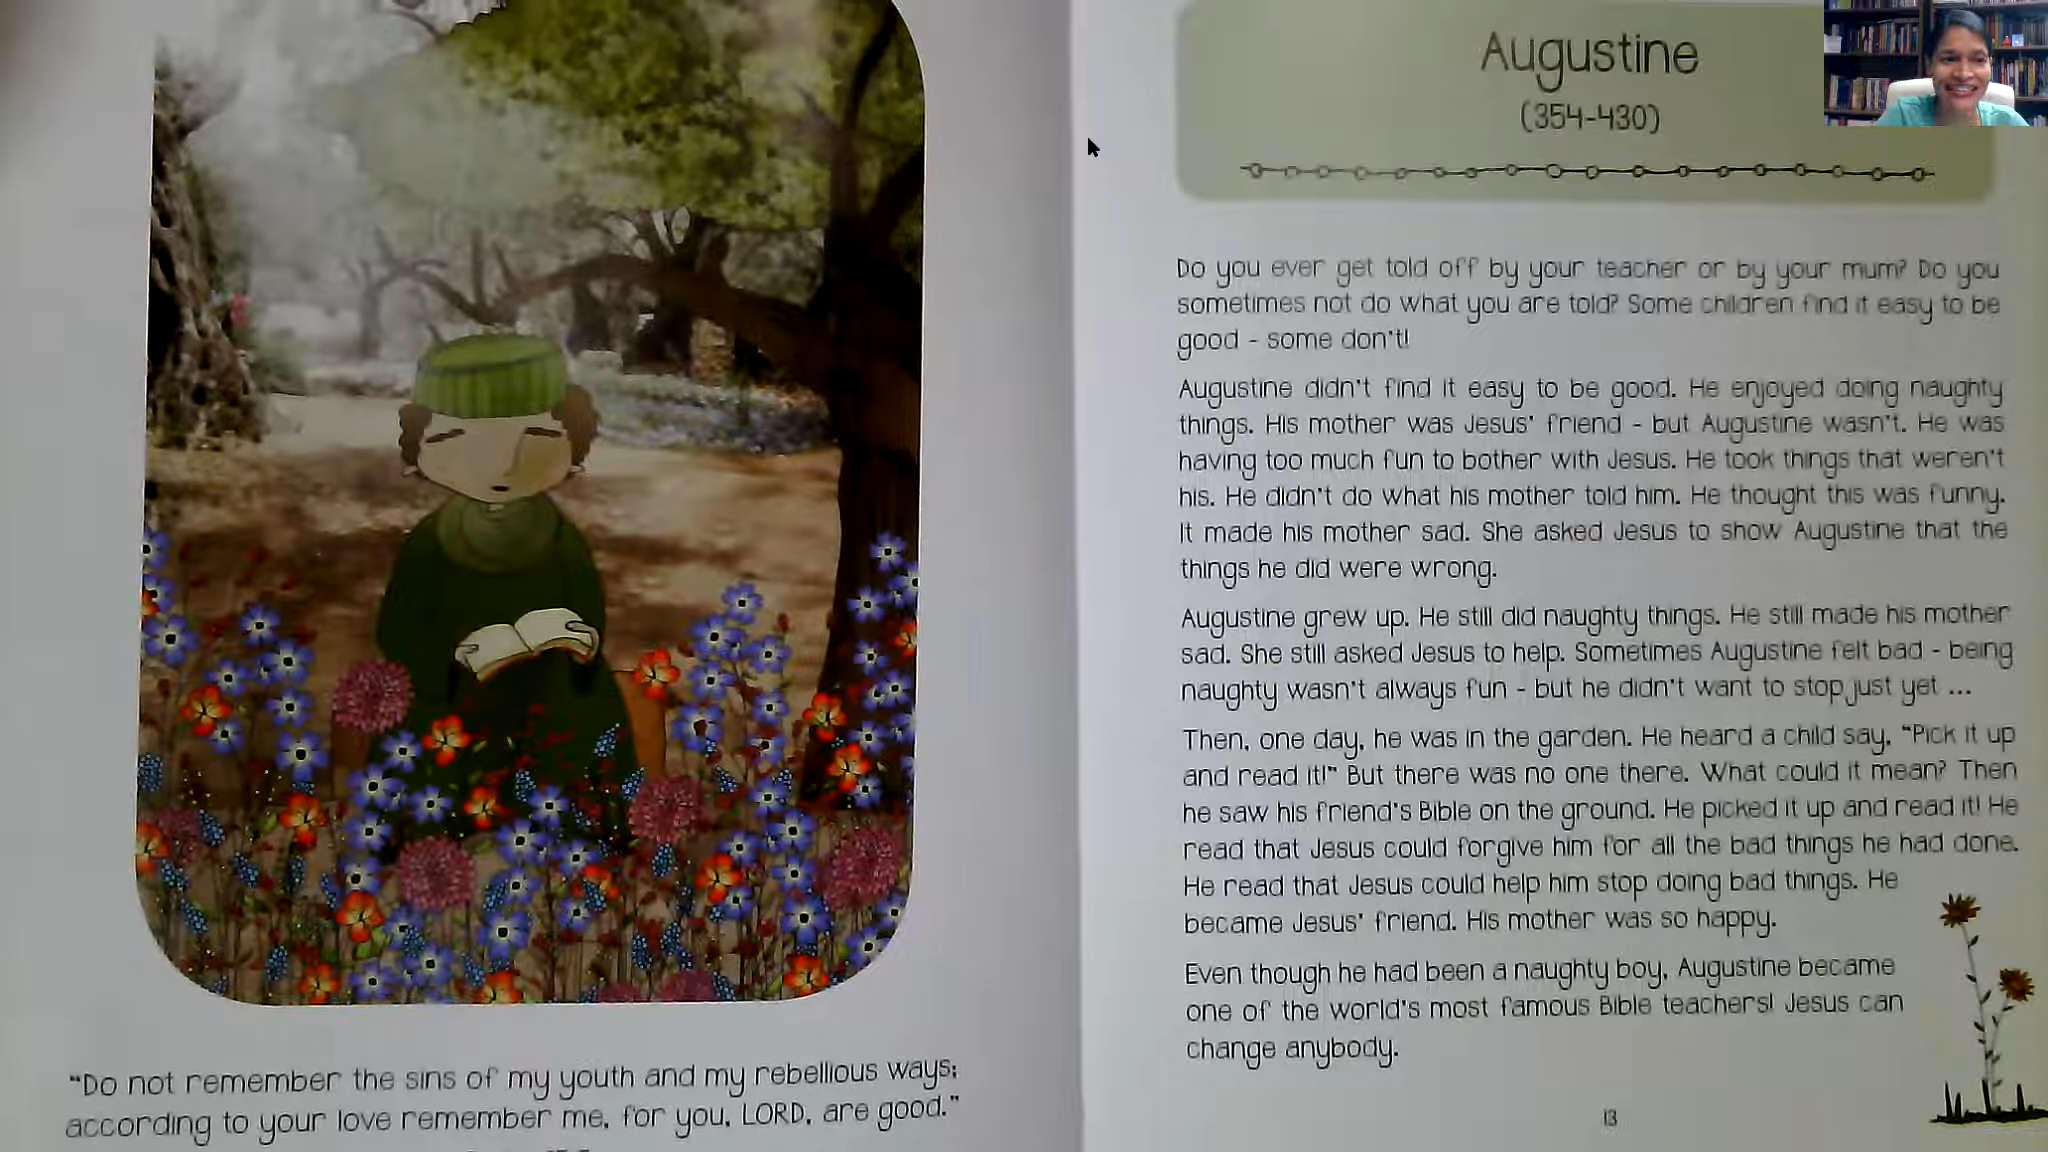 "Do not remember the sins of my youth and my rebellious ways;
according to your love remember me, for you, LORD, are good."
Augustine
(354-430)
Do you ever get told off by your teacher or by your mum? Do you
sometimes not do what you are told? Some children find it easy to be
good - some don't!
Augustine didn't find it easy to be good. He enjoyed doing naughty
things. His mother was Jesus' friend - but Augustine wasn't. He was
having too much fun to bother with Jesus. He took things that weren't
his. He didn't do what his mother told him. He thought this was funny.
It made his mother sad. She asked Jesus to show Augustine that the
things he did were wrong.
Augustine grew up. He still did naughty things. He still made his mother
sad. She still asked Jesus to help. Sometimes Augustine felt bad - being
naughty wasn't always fun - but he didn't want to stop just yet ...
Then, one day, he was in the garden. He heard a child say, "Pick it up
and read it!" But there was no one there. What could it mean? Then
he saw his friend's Bible on the ground. He picked it up and read it! He
read that Jesus could forgive him for all the bad things he had done.
He read that Jesus could help him stop doing bad things. He
became Jesus' friend. His mother was so happy.
Even though he had been a naughty boy, Augustine became
one of the world's most famous Bible teachers! Jesus can
change anybody.
13